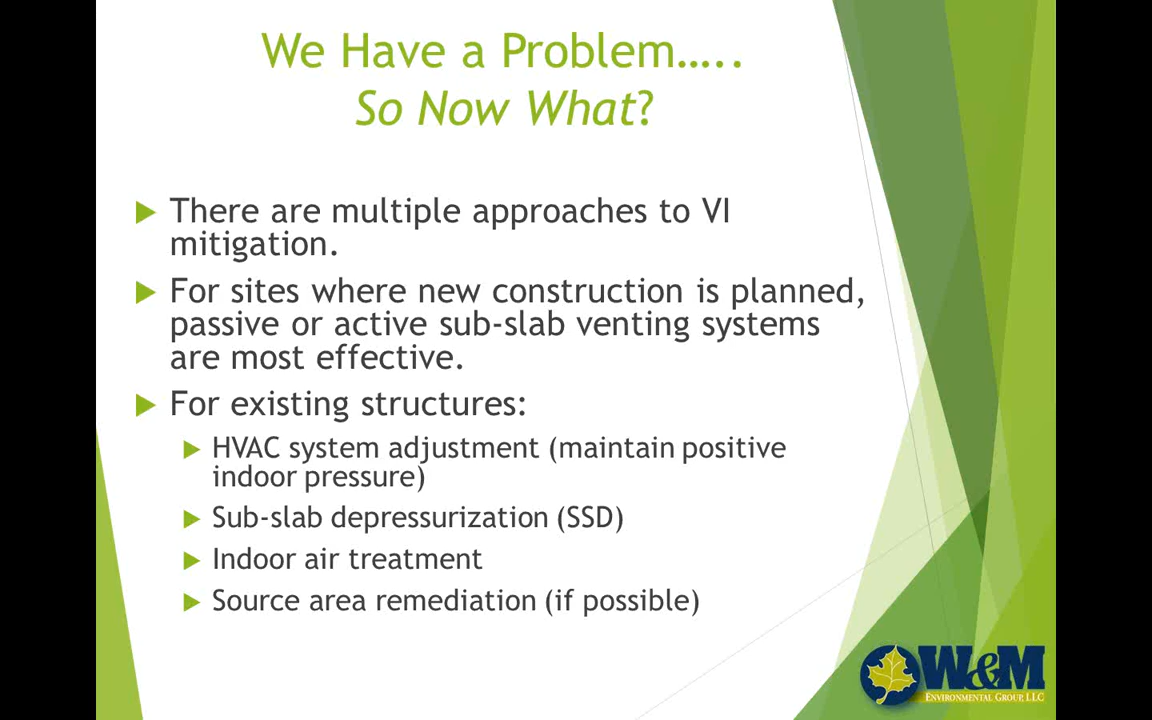 We Have a Problem…..
So Now What?
There are multiple approaches to VI
mitigation.
For sites where new construction is planned,
passive or active sub-slab venting systems
are most effective.
For existing structures:
HVAC system adjustment (maintain positive
indoor pressure)
Sub-slab depressurization (SSD)
Indoor air treatment
Source area remediation (if possible)
W&M
ENVIRONMENTAL GROUP, LLC